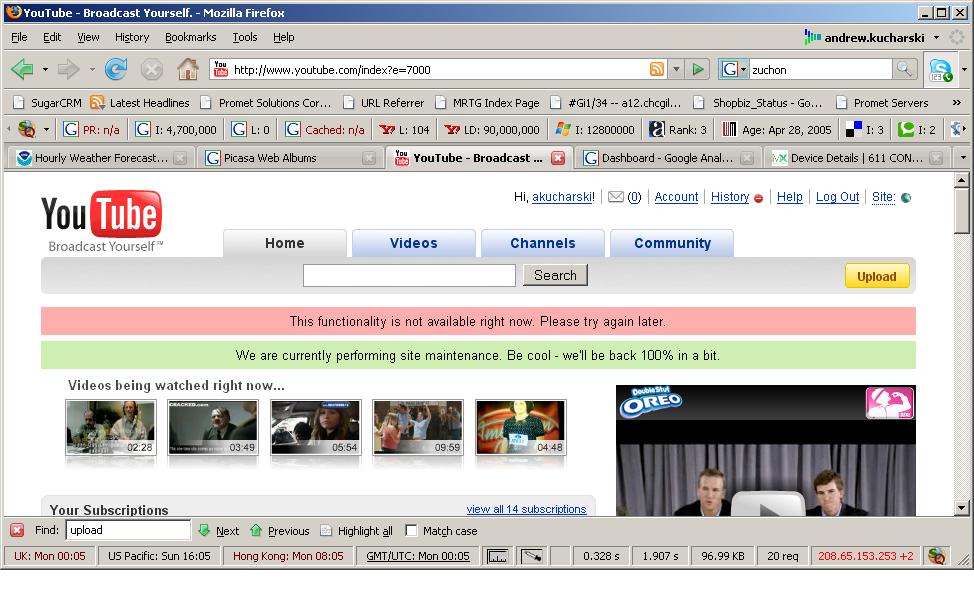 YouTube - Broadcast Yourself. - Mozilla Firefox
File Edit View History Bookmarks Tools Help andrew.kucharski
http://www.youtube.com/index?e=7000 zuchon
SugarCRM Latest Headlines Promet Solutions Cor... URL Referrer MRTG Index Page #Gi1/34 -- a12.chcgil... Shopbiz_Status - Go... Promet Servers »
PR: n/a I: 4,700,000 L: 0 Cached: n/a L: 104 LD: 90,000,000 I: 12800000 Rank: 3 Age: Apr 28, 2005 I: 3 I: 2
Hourly Weather Forecast... Picasa Web Albums YouTube - Broadcast ... Dashboard - Google Anal... Device Details | 611 CON...
Hi, akucharski! (0) Account History Help Log Out Site:
YouTube
Broadcast Yourself™
Home Videos Channels Community
Search Upload
This functionality is not available right now. Please try again later.
We are currently performing site maintenance. Be cool - we'll be back 100% in a bit.
Videos being watched right now...
CRACKED.com
02:28 03:49 05:54 09:59 04:48
Double Stuf
OREO
Your Subscriptions view all 14 subscriptions
Find: upload Next Previous Highlight all Match case
UK: Mon 00:05 US Pacific: Sun 16:05 Hong Kong: Mon 08:05 GMT/UTC: Mon 00:05 0.328 s 1.907 s 96.99 KB 20 req 208.65.153.253 +2